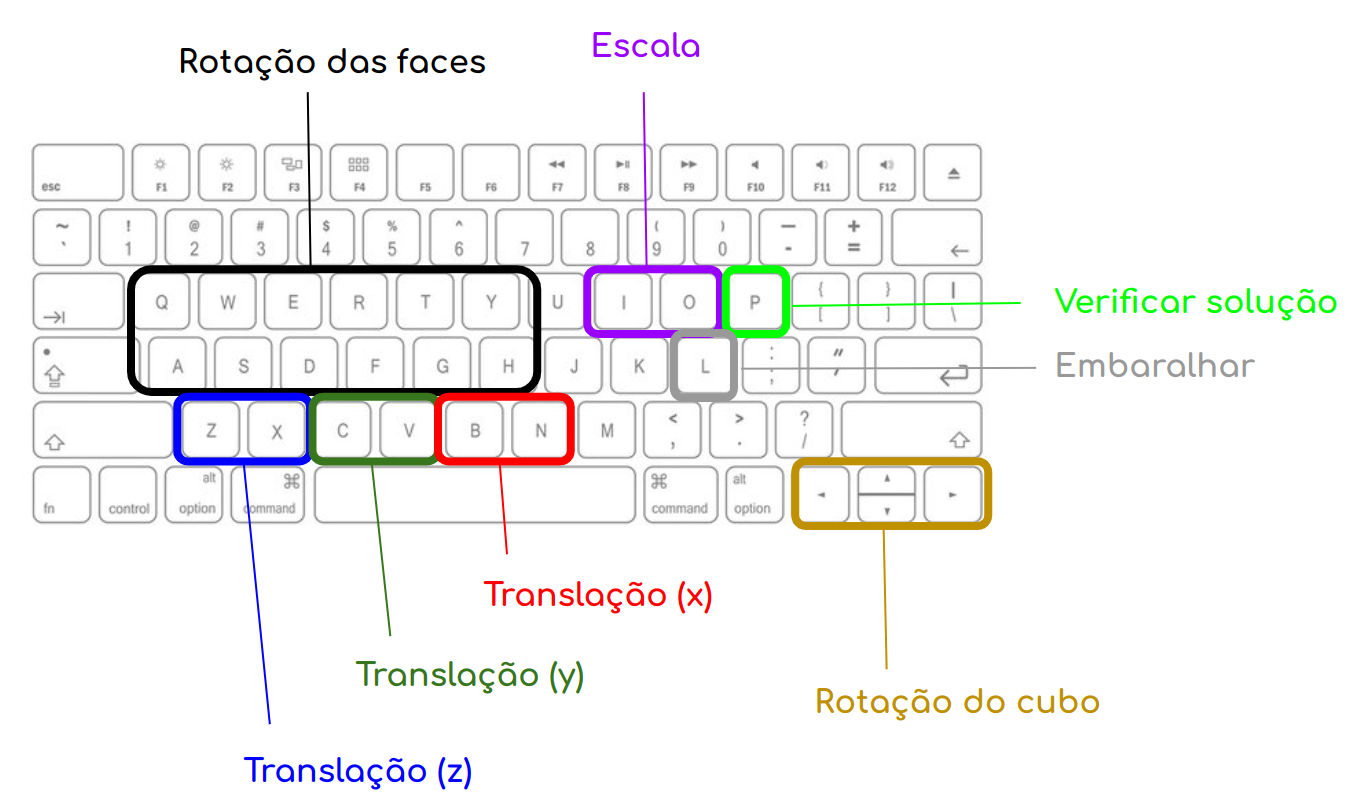 Escala
Rotação das faces
esc F1 F2 F3 F4 F5 F6 F7 F8 F9 F10 F11 F12
~ ! @ # $ % ^ ( ) — +
` 1 2 3 4 5 6 7 8 9 0 - =
Q W E R T Y U I O P { } |
[ ] \
Verificar solução
A S D F G H J K L : "
; '
Embaralhar
Z X C V B N M < > ?
, . /
fn control alt option command command alt option
Translação (x)
Translação (y)
Rotação do cubo
Translação (z)